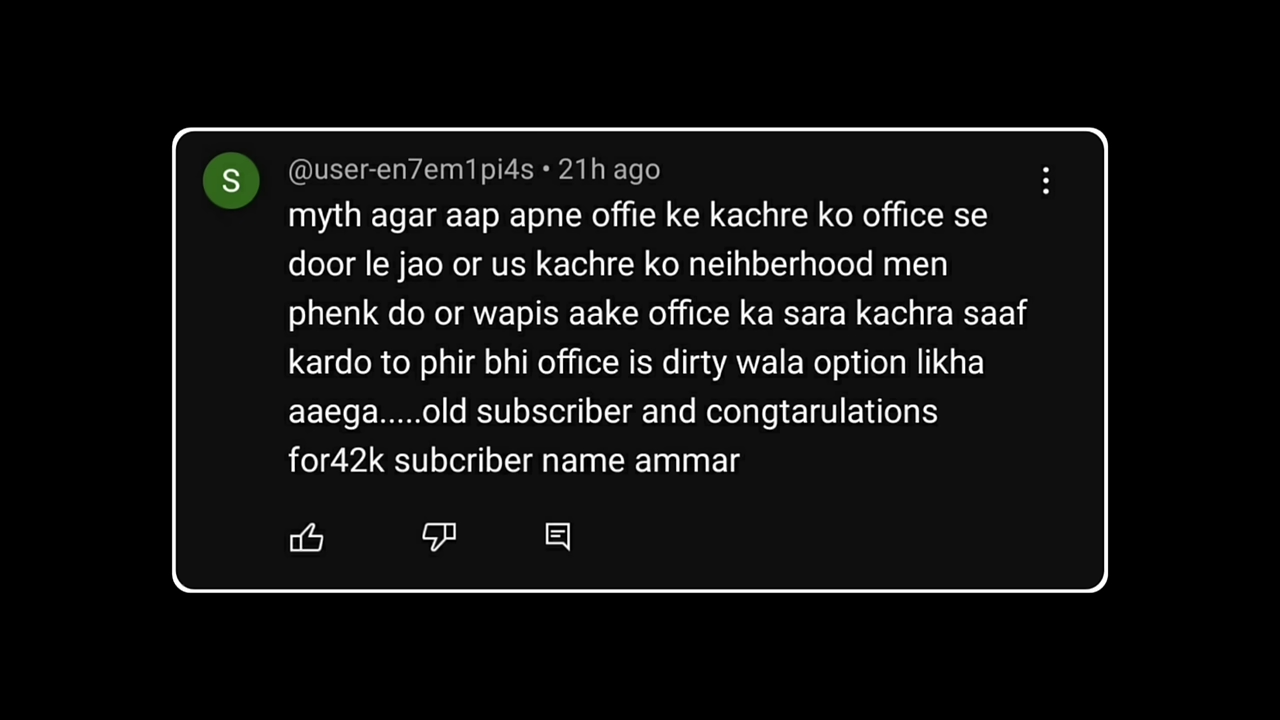 S
@user-en7em1pi4s • 21h ago
myth agar aap apne offie ke kachre ko office se
door le jao or us kachre ko neihberhood men
phenk do or wapis aake office ka sara kachra saaf
kardo to phir bhi office is dirty wala option likha
aaega.....old subscriber and congtarulations
for42k subcriber name ammar